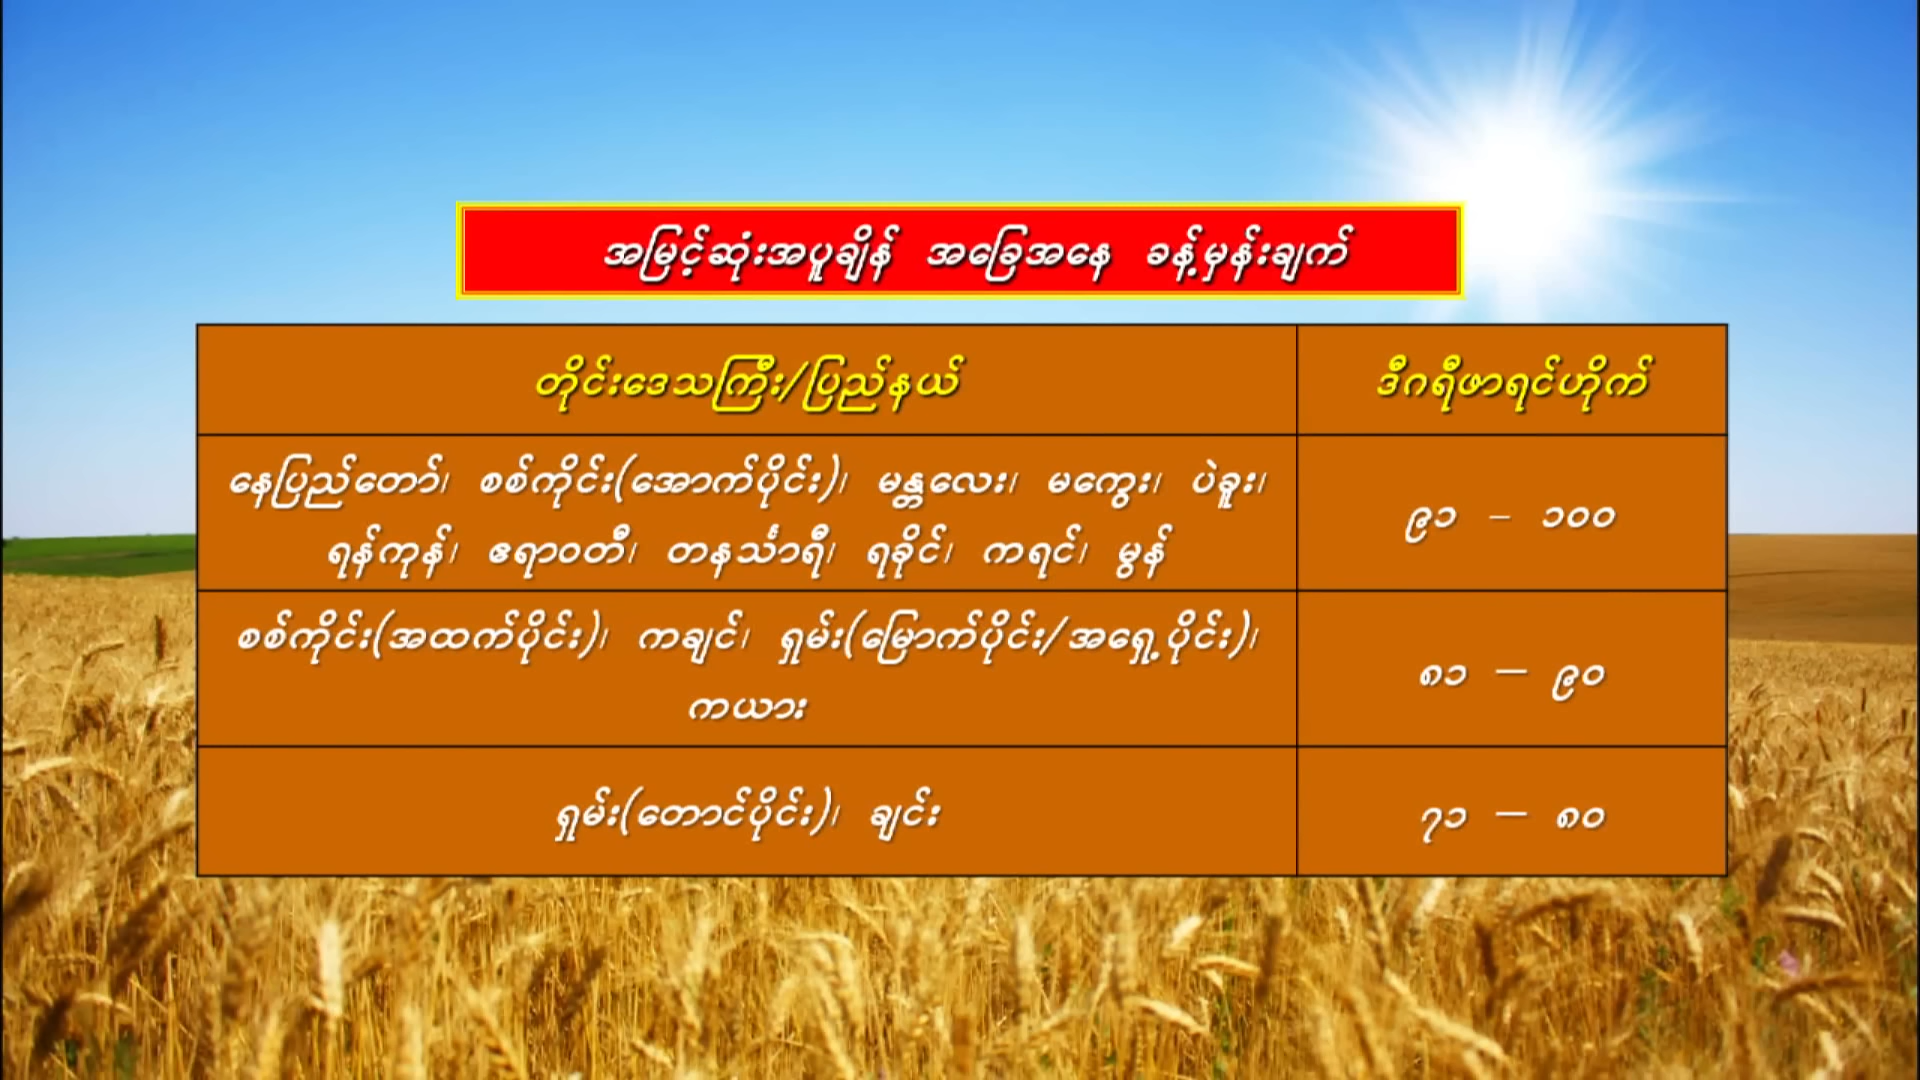 အမြင့်ဆုံးအပူချိန် အခြေအနေ ခန့်မှန်းချက်
တိုင်းဒေသကြီး/ပြည်နယ်
ဒီဂရီဖာရင်ဟိုက်
နေပြည်တော်၊ စစ်ကိုင်း(အောက်ပိုင်း)၊ မန္တလေး၊ မကွေး၊ ပဲခူး၊
ရန်ကုန်၊ ဧရာဝတီ၊ တနင်္သာရီ၊ ရခိုင်၊ ကရင်၊ မွန်
၉၁ – ၁၀၀
စစ်ကိုင်း(အထက်ပိုင်း)၊ ကချင်၊ ရှမ်း(မြောက်ပိုင်း/အရှေ့ပိုင်း)၊
ကယား
၈၁ – ၉၀
ရှမ်း(တောင်ပိုင်း)၊ ချင်း
၇၁ – ၈၀